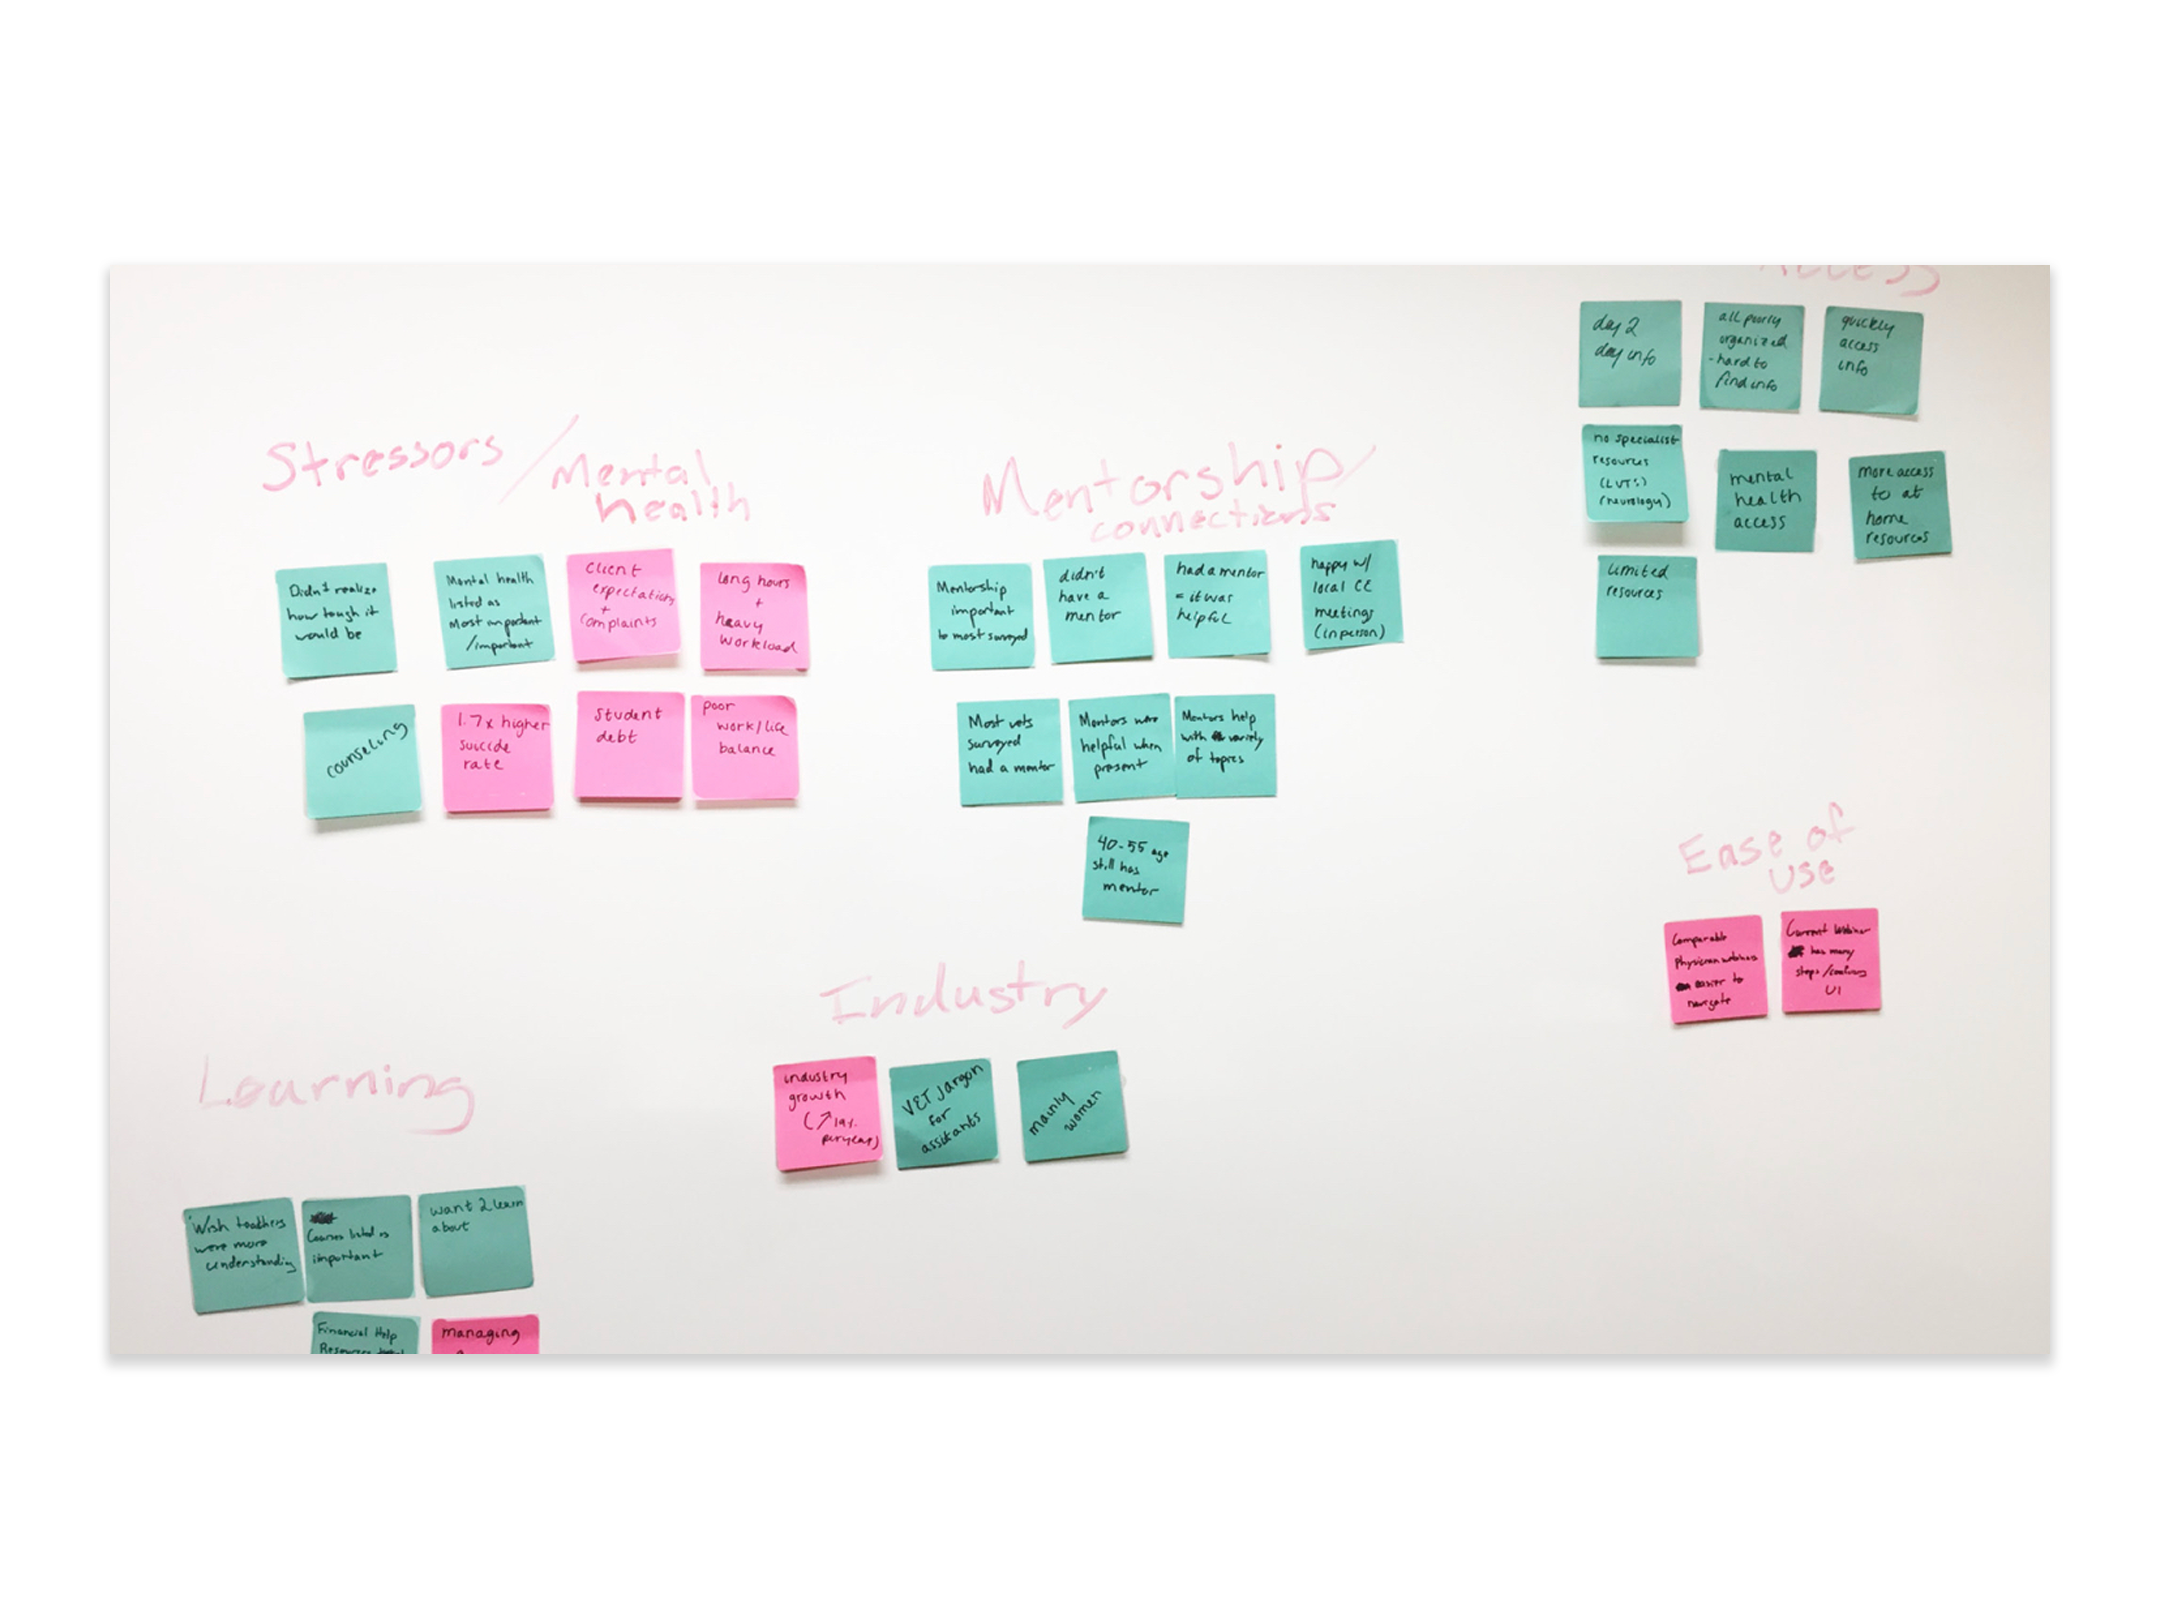 Access
day 2
day info
all poorly
organized
- hard to
find info
quickly
access
info
no specialist
resources
(LVTs)
(neurology)
mental
health
access
more access
to at
home
resources
limited
resources
Stressors / Mental
health
Didn't realize
how tough it
would be
Mental health
listed as
Most important
/important
client
expectations
+
complaints
long hours
+
heavy
workload
counseling
1.7x higher
suicide
rate
Student
debt
poor
work/life
balance
Mentorship/
connections
Mentorship
important
to most surveyed
didn't
have a
mentor
had a mentor
= it was
helpful
happy w/
local CE
meetings
(in person)
Most vets
surveyed
had a mentor
Mentors were
helpful when
present
Mentors help
with variety
of topics
40-55 age
still has
mentor
Ease of
use
Comparable
Physician webinars
easier to
navigate
Current Webinar
has many
steps/confusing
UI
Industry
industry
growth
(↗19%
per year)
VET jargon
for
assitants
mainly
women
Learning
Wish teachers
were more
understanding
Courses listed as
important
want 2 learn
about
Financial Help
Resources
managing